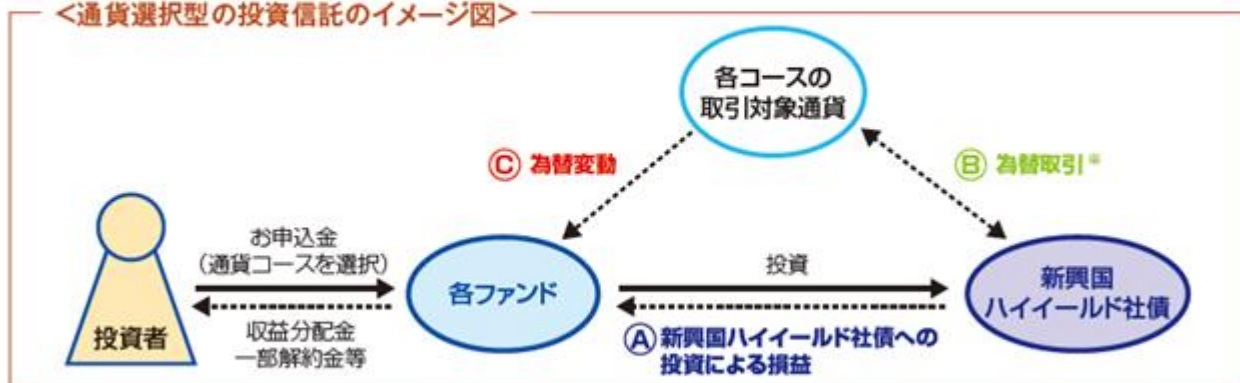 <通貨選択型の投資信託のイメージ図>
各コースの
取引対象通貨
Ⓒ 為替変動
Ⓑ 為替取引※
お申込金
(通貨コースを選択)
投資者
収益分配金
一部解約金等
各ファンド
投資
Ⓐ 新興国ハイイールド社債への
投資による損益
新興国
ハイイールド社債